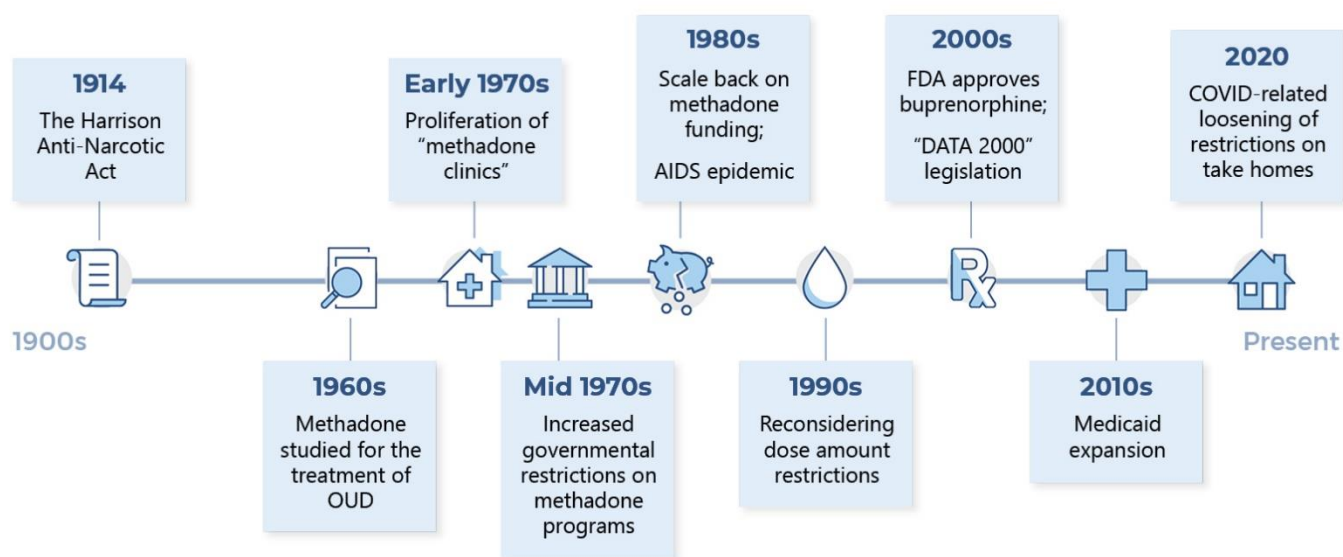 1914
The Harrison
Anti-Narcotic
Act
Early 1970s
Proliferation of
“methadone
clinics”
1980s
Scale back on
methadone
funding;
AIDS epidemic
2000s
FDA approves
buprenorphine;
“DATA 2000”
legislation
2020
COVID-related
loosening of
restrictions on
take homes
Rx
1900s
Present
1960s
Methadone
studied for the
treatment of
OUD
Mid 1970s
Increased
governmental
restrictions on
methadone
programs
1990s
Reconsidering
dose amount
restrictions
2010s
Medicaid
expansion